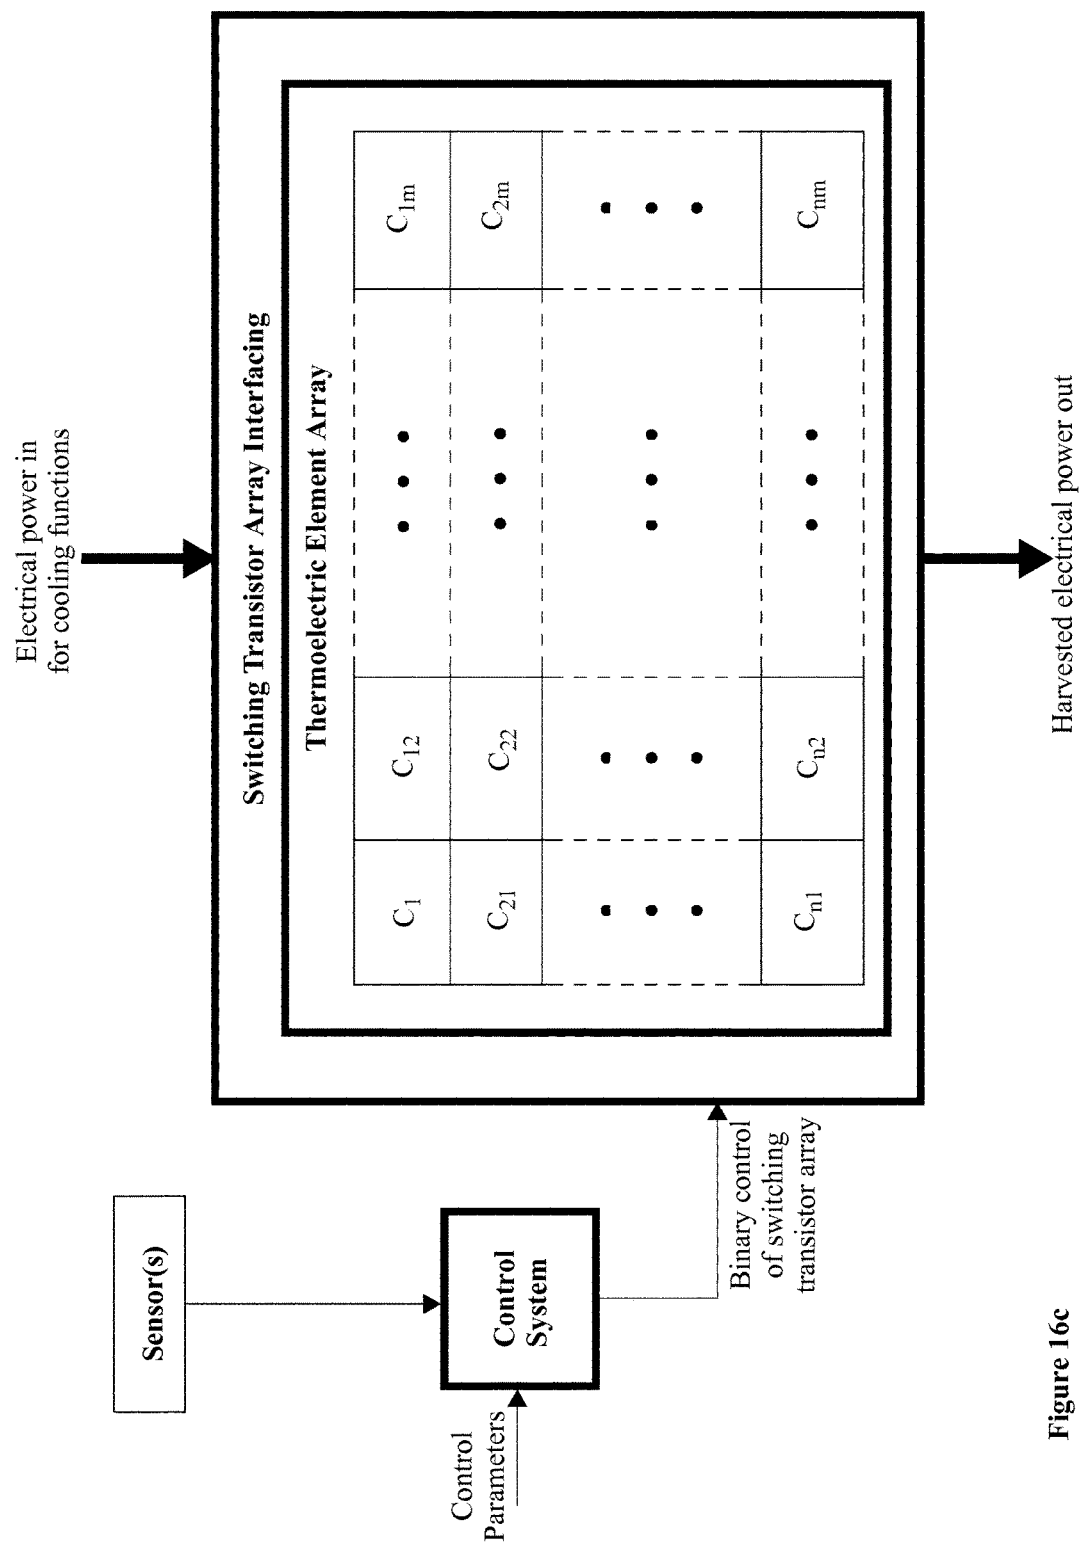 Electrical power in
for cooling functions
Switching Transistor Array Interfacing
Thermoelectric Element Array
C1 C12 C1m
C21 C22 C2m
Cn1 Cn2 Cnm
Sensor(s)
Control
System
Control
Parameters
Binary control
of switching
transistor array
Harvested electrical power out
Figure 16c